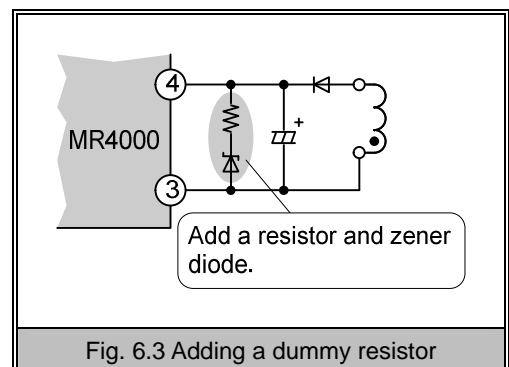 4
MR4000
+
3
Add a resistor and zener
diode.
Fig. 6.3 Adding a dummy resistor